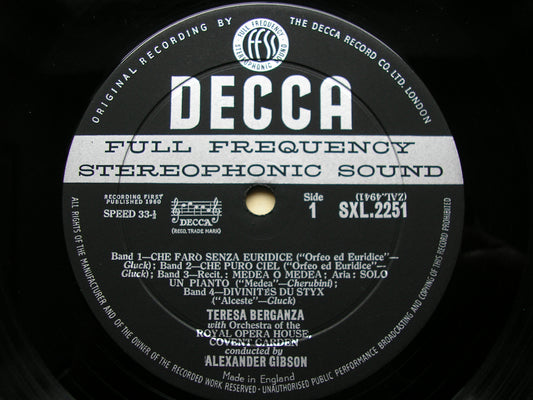 ORIGINAL RECORDING BY THE DECCA RECORD CO. LTD. LONDON
FULL FREQUENCY
FFSS
STEREOPHONIC SOUND
DECCA
FULL FREQUENCY
STEREOPHONIC SOUND
RECORDING FIRST
PUBLISHED 1960
SPEED 33-⅓
DECCA
(REGD. TRADE MARK)
Side
1
(ZAL.4941)
SXL.2251
Band 1—CHE FARO SENZA EURIDICE ("Orfeo ed Euridice"—
Gluck); Band 2—CHE PURO CIEL ("Orfeo ed Euridice"—
Gluck); Band 3—Recit.: MEDEA O MEDEA; Aria: SOLO
UN PIANTO ("Medea"—Cherubini);
Band 4—DIVINITÉS DU STYX
("Alceste"—Gluck)
TERESA BERGANZA
with Orchestra of the
ROYAL OPERA HOUSE,
COVENT GARDEN
conducted by
ALEXANDER GIBSON
Made in England
ALL RIGHTS OF THE MANUFACTURER AND OF THE OWNER OF THE RECORDED WORK RESERVED · UNAUTHORISED PUBLIC PERFORMANCE BROADCASTING AND COPYING OF THIS RECORD PROHIBITED